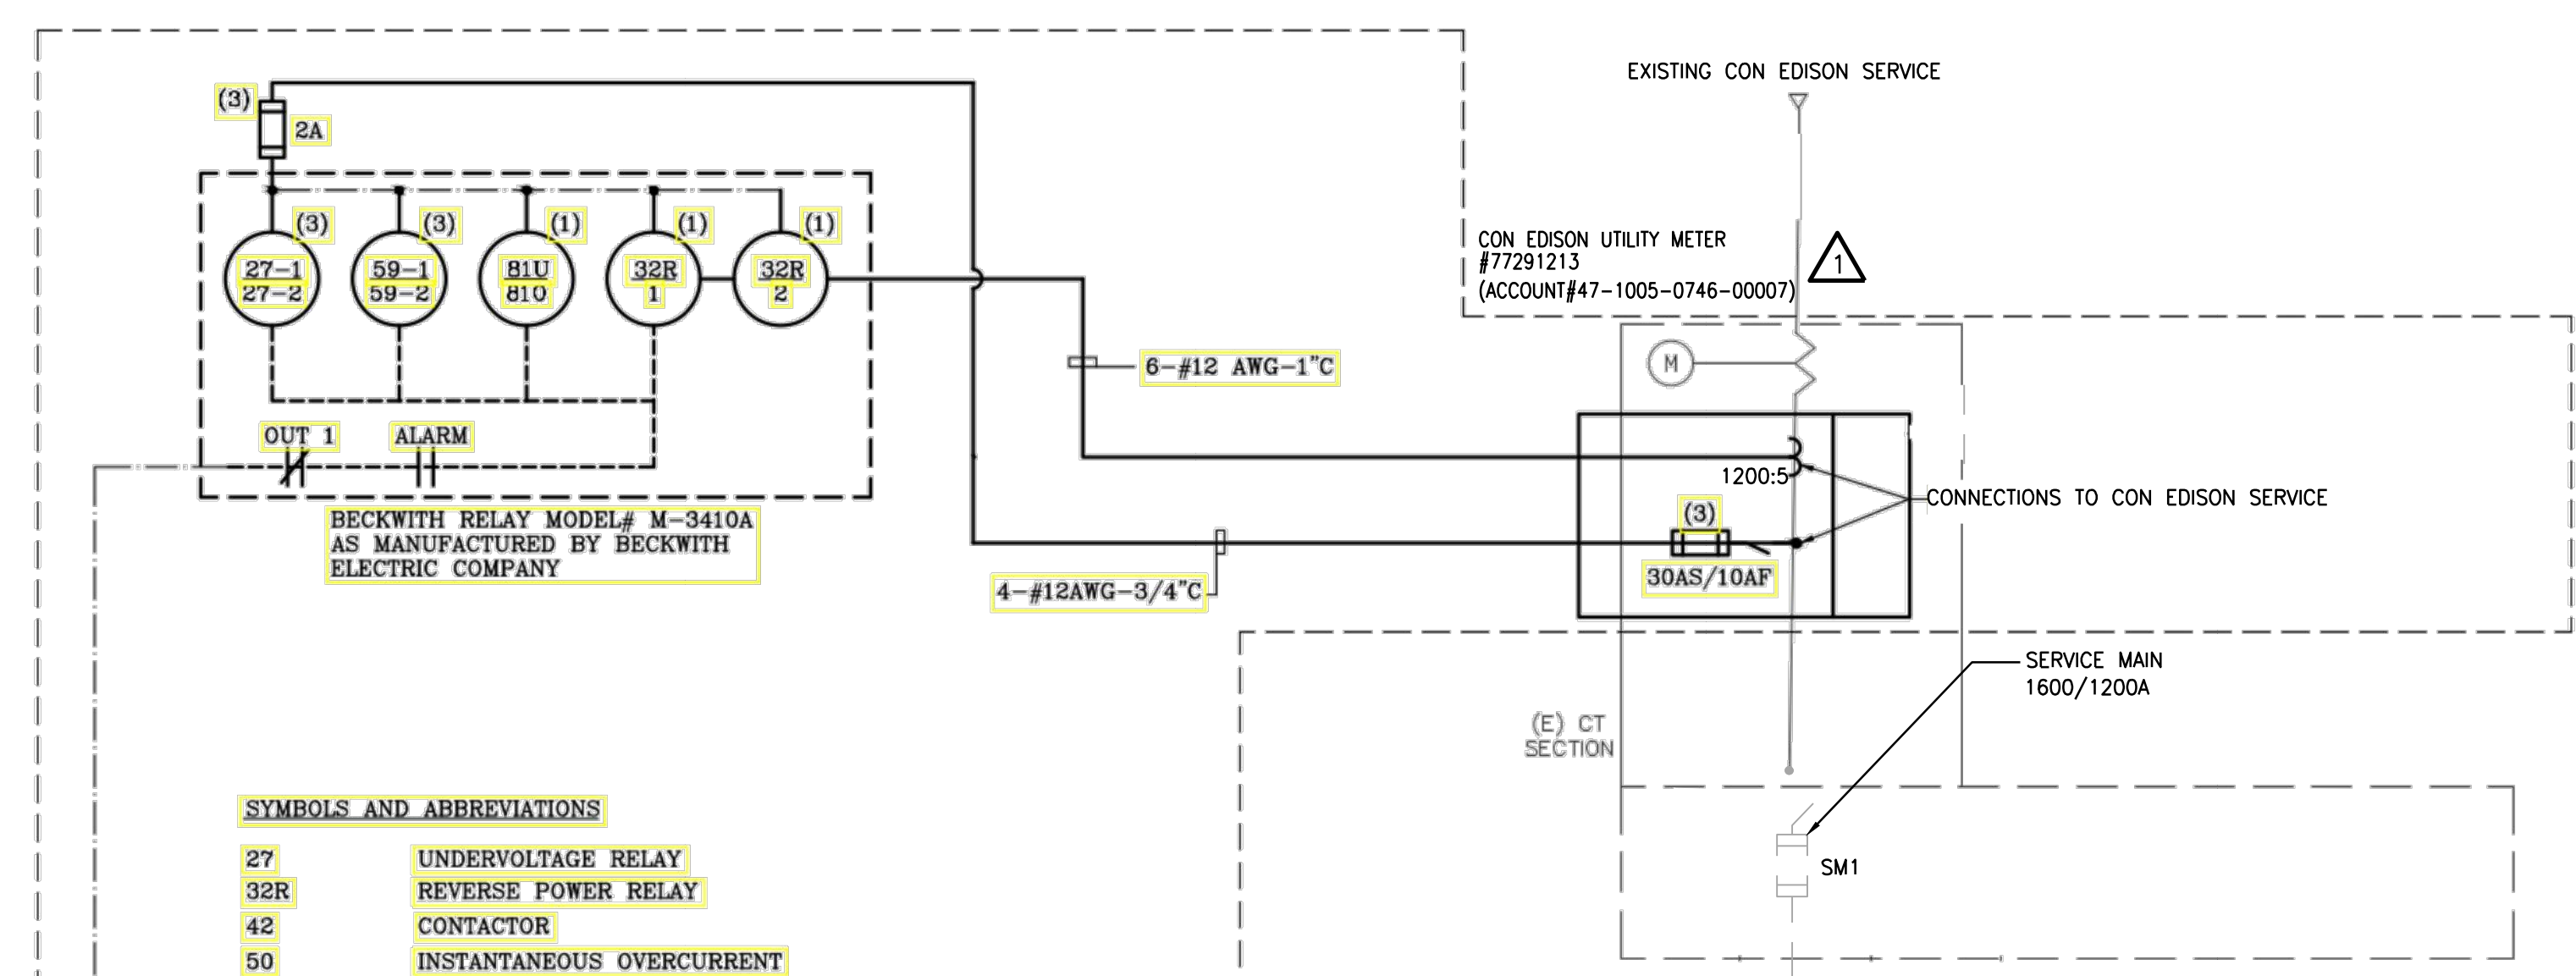 EXISTING CON EDISON SERVICE
(3)
2A
(3)
(3)
(1)
(1)
(1)
27-1
27-2
59-1
59-2
81U
81O
32R
1
32R
2
CON EDISON UTILITY METER
#77291213
(ACCOUNT#47-1005-0746-00007)
1
6-#12 AWG-1"C
M
OUT 1
ALARM
1200:5
CONNECTIONS TO CON EDISON SERVICE
(3)
30AS/10AF
BECKWITH RELAY MODEL# M-3410A
AS MANUFACTURED BY BECKWITH
ELECTRIC COMPANY
4-#12AWG-3/4"C
SERVICE MAIN
1600/1200A
(E) CT
SECTION
SM1
SYMBOLS AND ABBREVIATIONS
27 UNDERVOLTAGE RELAY
32R REVERSE POWER RELAY
42 CONTACTOR
50 INSTANTANEOUS OVERCURRENT